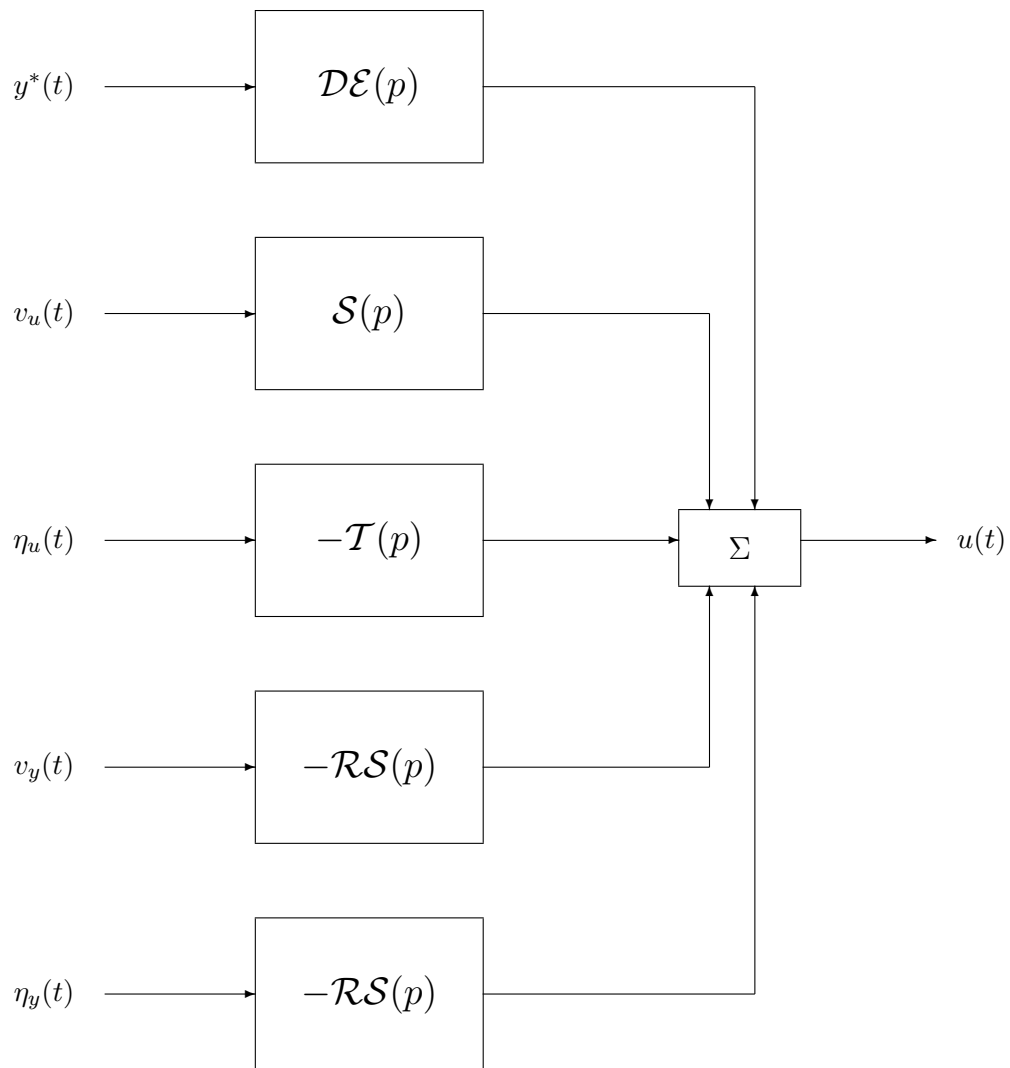 y*(t) 𝒟ℰ(p)
v_u(t) 𝒮(p)
η_u(t) −𝒯(p) Σ u(t)
v_y(t) −ℛ𝒮(p)
η_y(t) −ℛ𝒮(p)